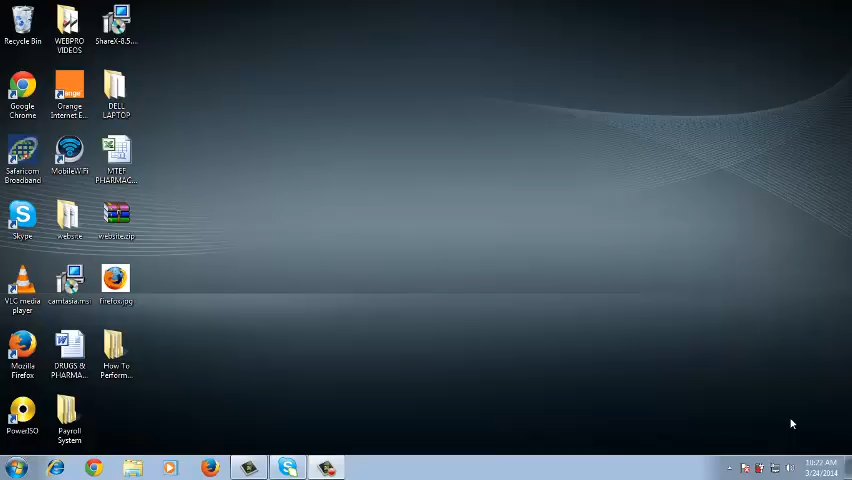 Recycle Bin
WEBPRO
VIDEOS
ShareX-8.5....
Google
Chrome
Orange
Internet E...
DELL
LAPTOP
Safaricom
Broadband
MobileWiFi
MTEF
PHARMAC...
Skype
website
website.zip
VLC media
player
camtasia.msi
firefox.jpg
Mozilla
Firefox
DRUGS &
PHARMA...
How To
Perform...
PowerISO
Payroll
System
10:22 AM
3/24/2014